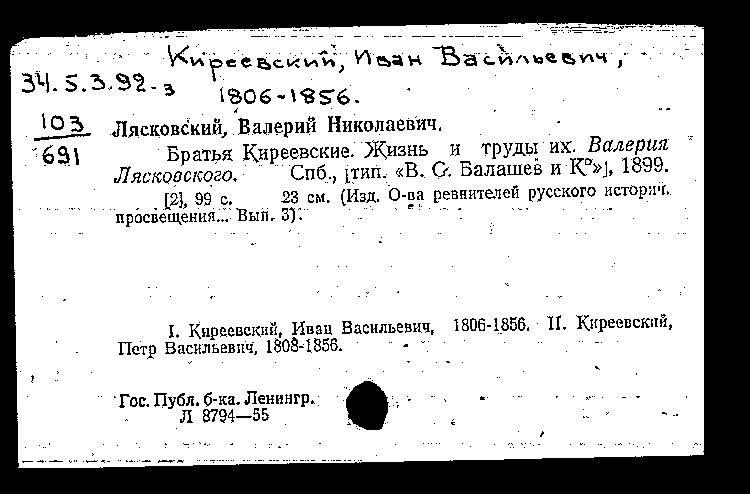 Киреевский, Иван Васильевич,
34.5.3.92-з
1806-1856.
103
691
Лясковский, Валерий Николаевич.
Братья Киреевские. Жизнь и труды их. Валерия
Лясковского. Спб., [тип. «В. С. Балашев и К°»], 1899.
[2], 99 с. 23 см. (Изд. О-ва ревнителей русского историч.
просвещения... Вып. 3).
I. Киреевский, Иван Васильевич, 1806-1856. II. Киреевский,
Петр Васильевич, 1808-1856.
Гос. Публ. б-ка. Ленингр.
Л 8794—55